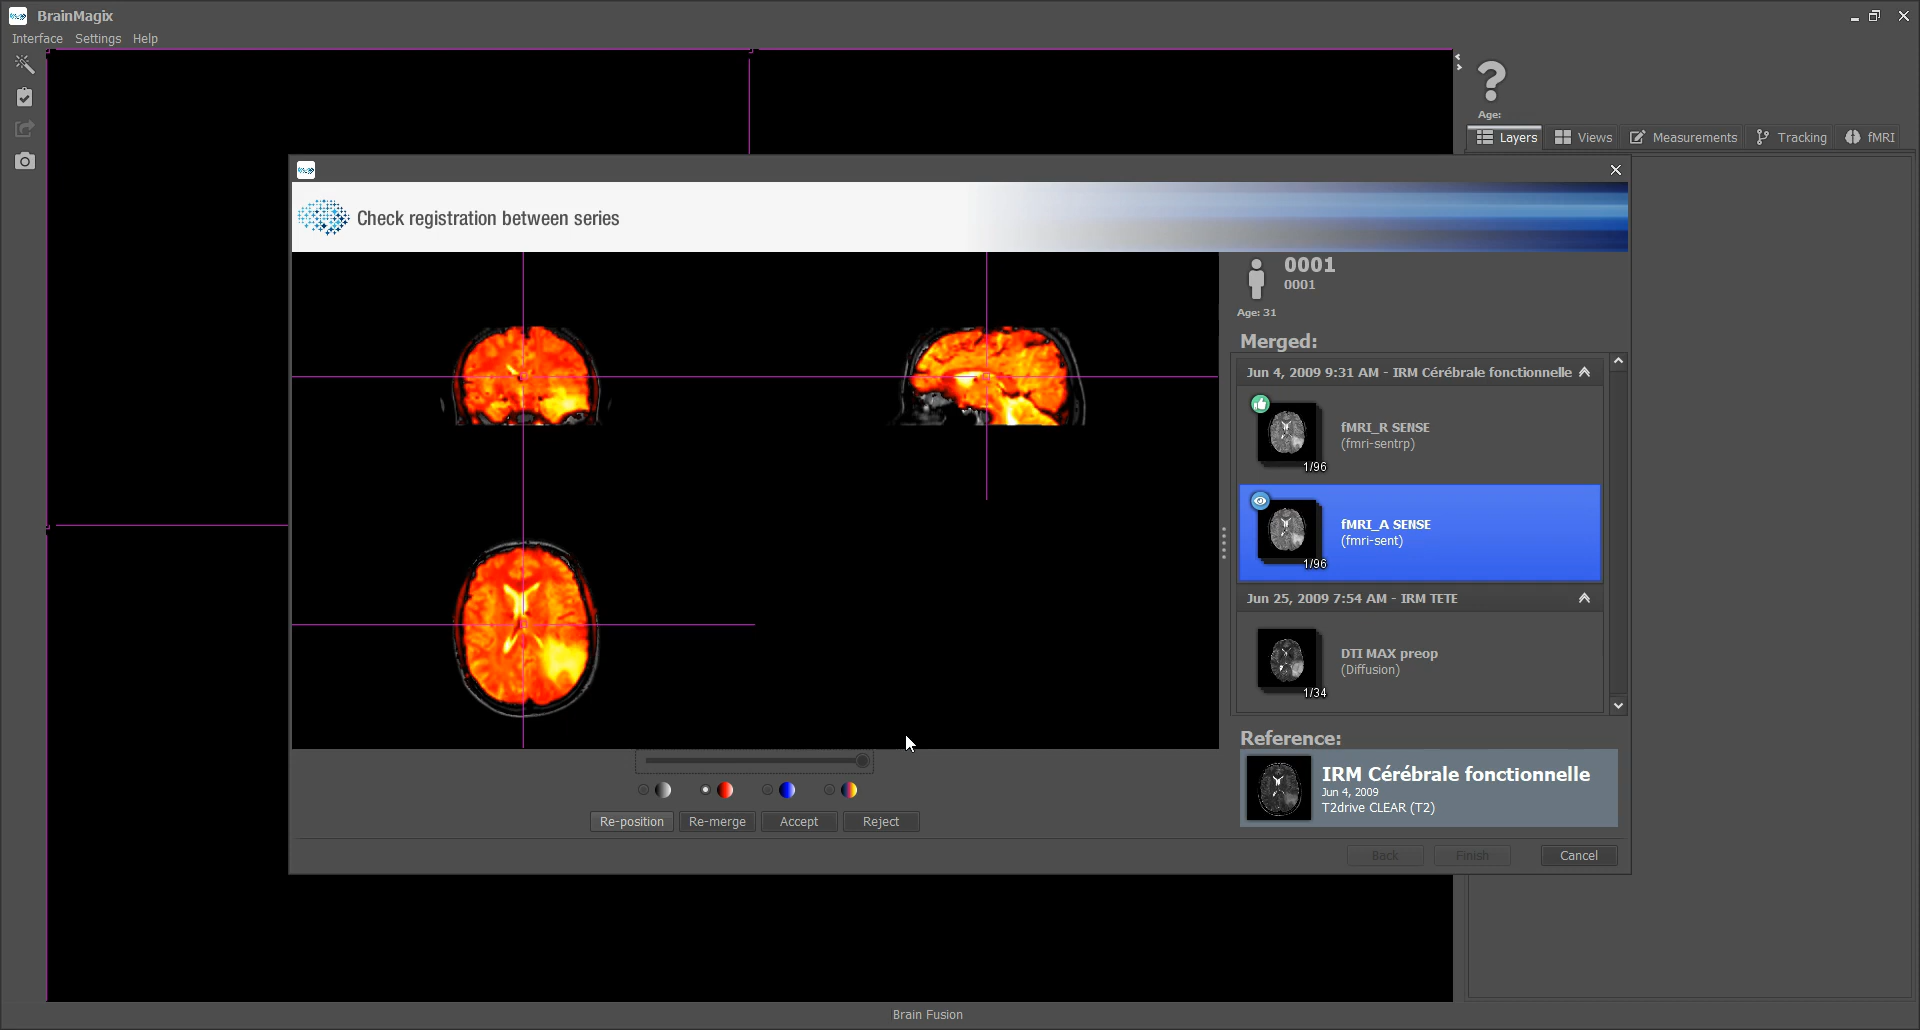 BrainMagix
Interface Settings Help
Age:
Layers Views Measurements Tracking fMRI
Check registration between series
0001
0001
Age: 31
Merged:
Jun 4, 2009 9:31 AM - IRM Cérébrale fonctionnelle
fMRI_R SENSE
(fmri-sentrp)
1/96
fMRI_A SENSE
(fmri-sent)
1/96
Jun 25, 2009 7:54 AM - IRM TETE
DTI MAX preop
(Diffusion)
1/34
Reference:
IRM Cérébrale fonctionnelle
Jun 4, 2009
T2drive CLEAR (T2)
Re-position Re-merge Accept Reject
Back Finish Cancel
Brain Fusion